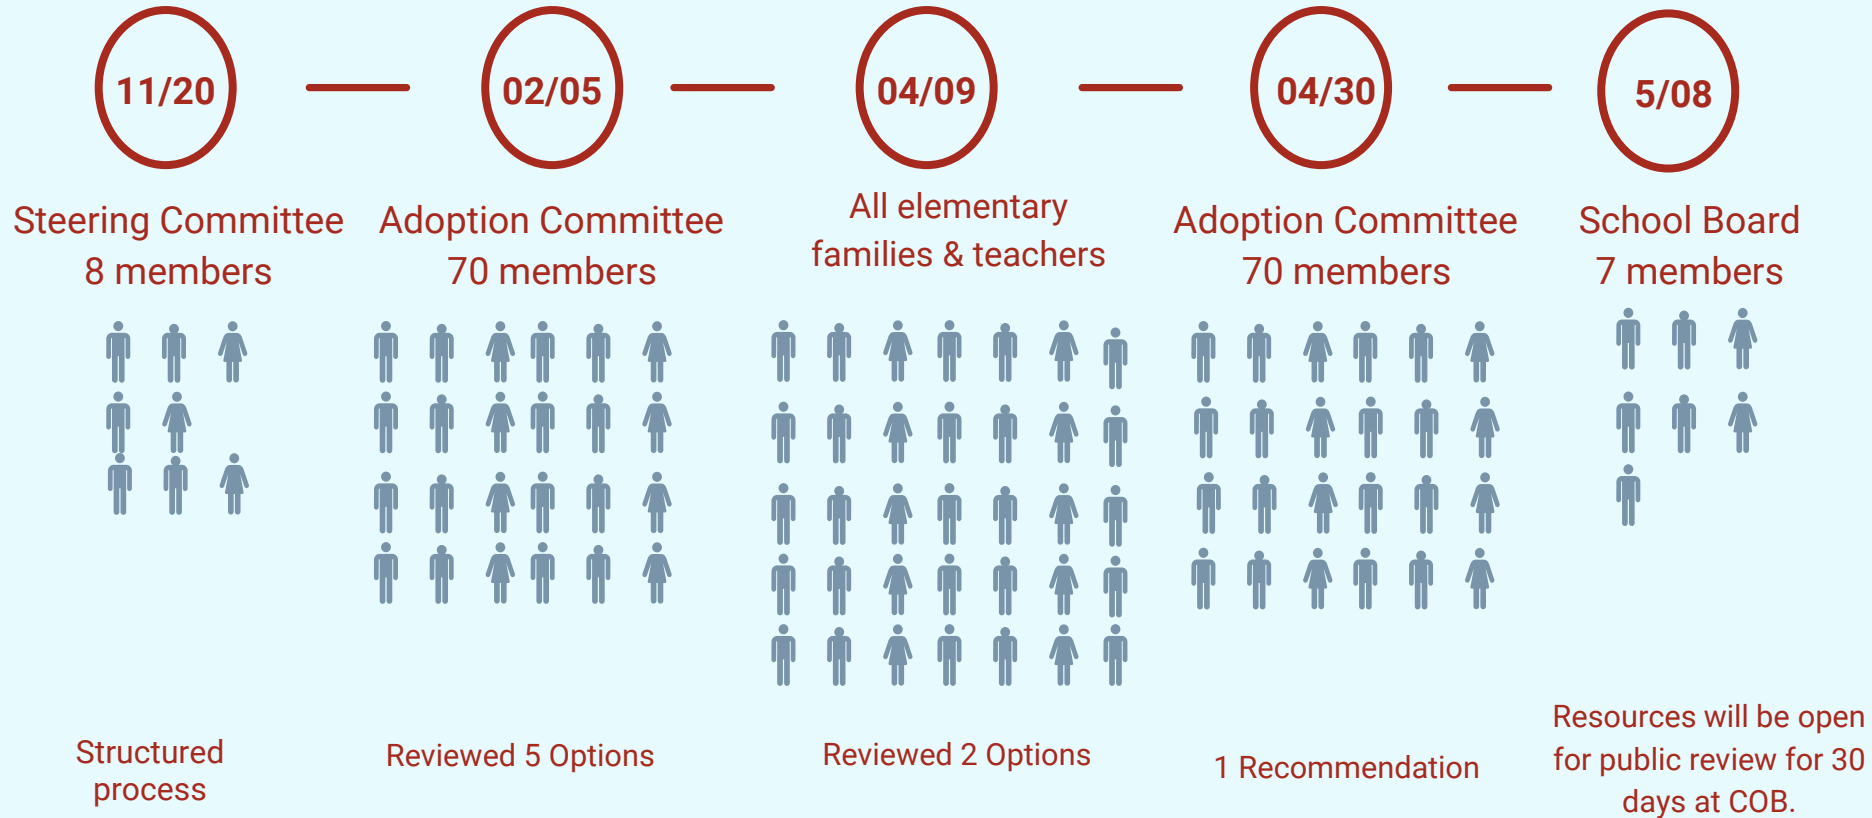 11/20
02/05
04/09
04/30
5/08
Steering Committee
8 members
Adoption Committee
70 members
All elementary
families & teachers
Adoption Committee
70 members
School Board
7 members
Structured
process
Reviewed 5 Options
Reviewed 2 Options
1 Recommendation
Resources will be open
for public review for 30
days at COB.